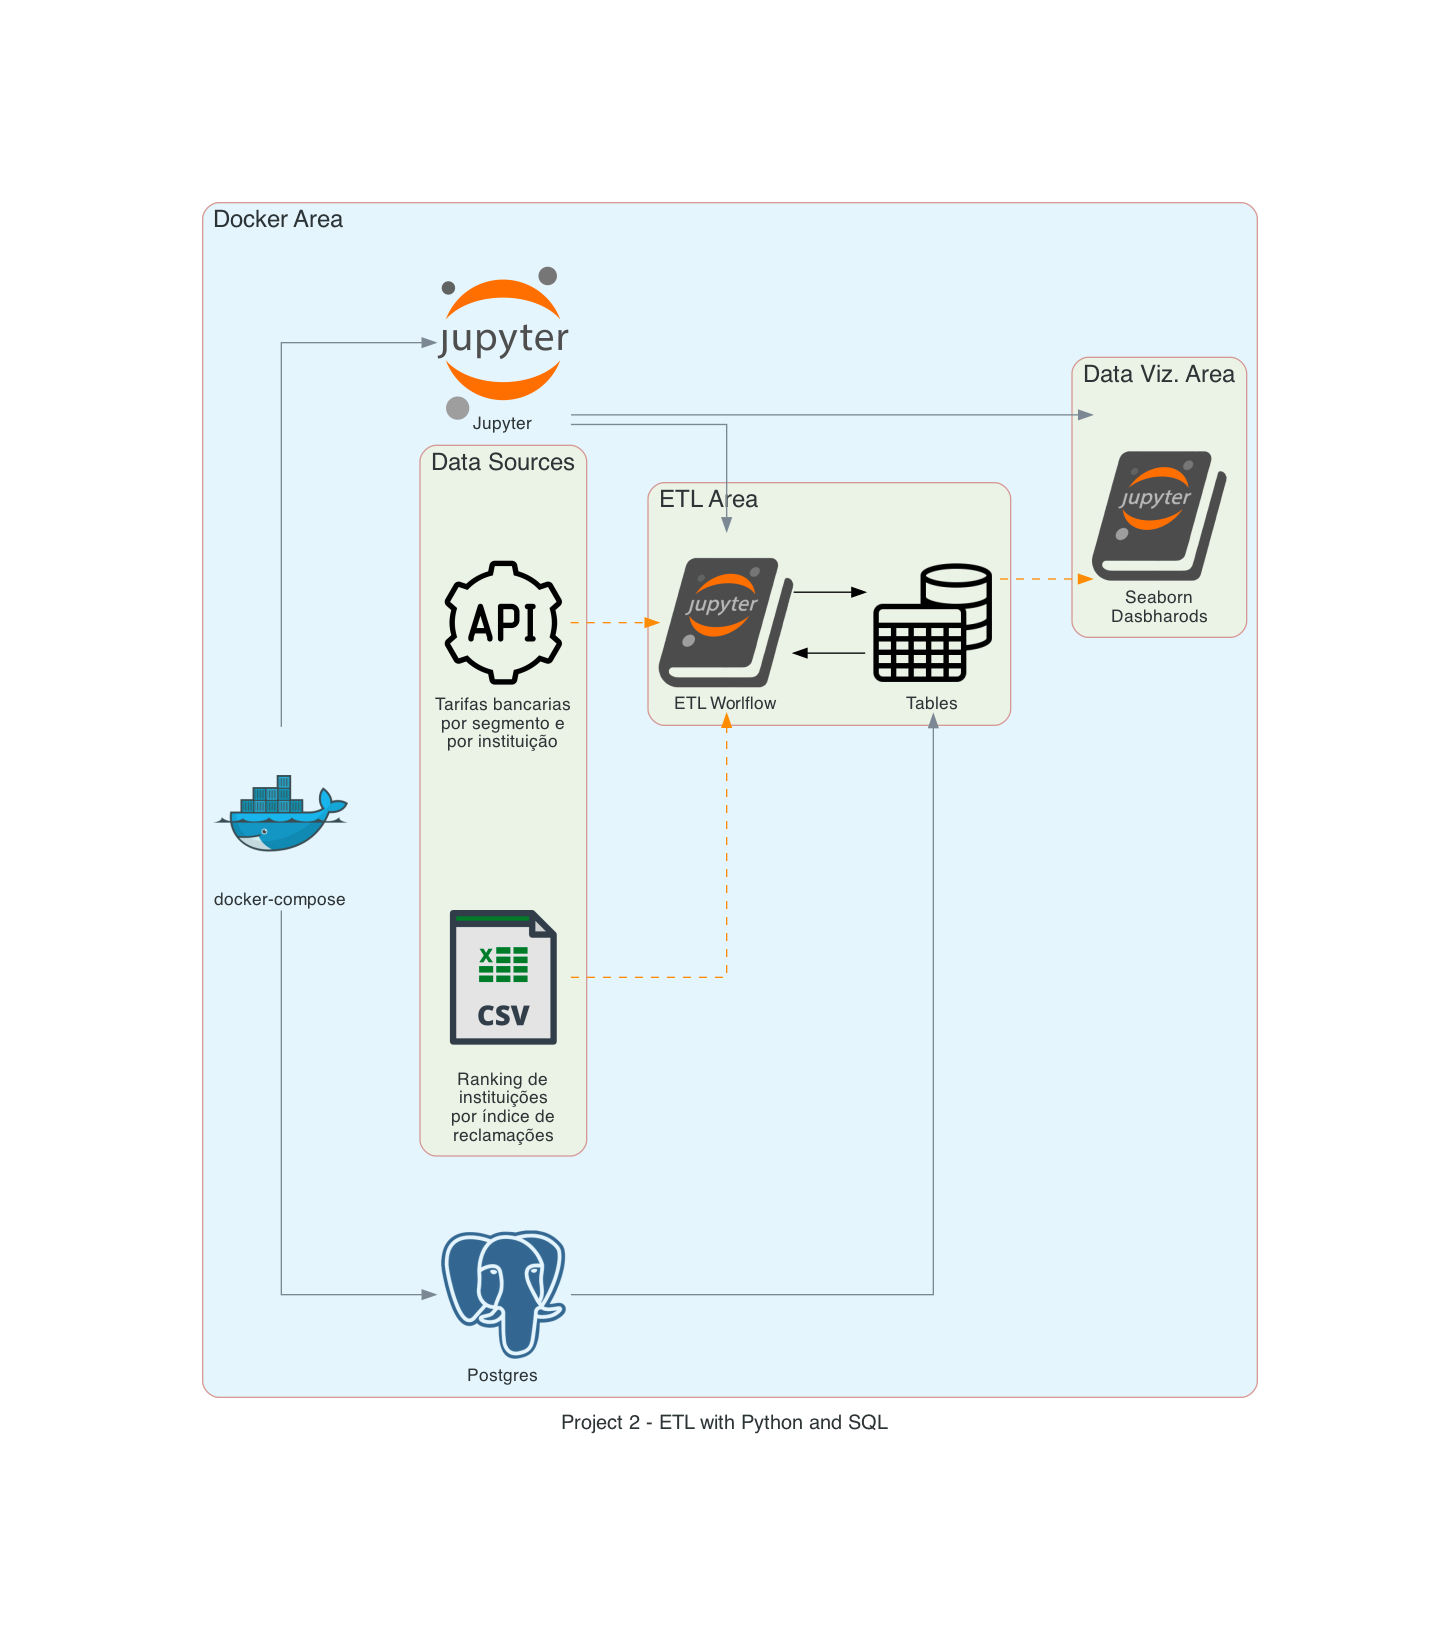 Docker Area
jupyter
Jupyter
Data Viz. Area
jupyter
Seaborn
Dasbharods
Data Sources
API
Tarifas bancarias
por segmento e
por instituição
ETL Area
jupyter
ETL Worlflow
Tables
docker-compose
X
CSV
Ranking de
instituições
por índice de
reclamações
Postgres
Project 2 - ETL with Python and SQL